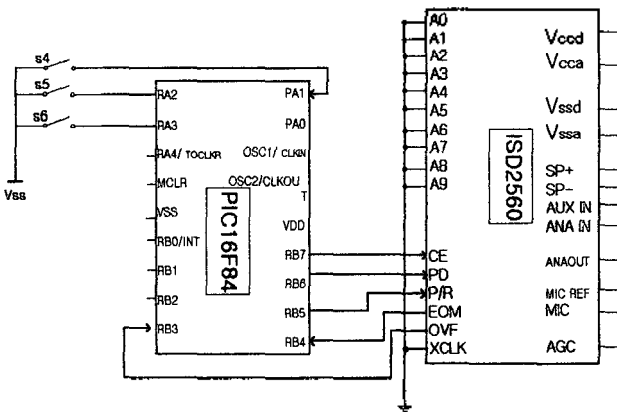 s4
s5
s6
Vss
RA2
RA3
RA4/ TOCLKR
MCLR
VSS
RB0/INT
RB1
RB2
RB3
PIC16F84
PA1
PA0
OSC1/ CLKIN
OSC2/CLKOU
T
VDD
RB7
RB6
RB5
RB4
A0
A1
A2
A3
A4
A5
A6
A7
A8
A9
CE
PD
P/R
EOM
OVF
XCLK
ISD2560
Vccd
Vcca
Vssd
Vssa
SP+
SP-
AUX IN
ANA IN
ANAOUT
MIC REF
MIC
AGC